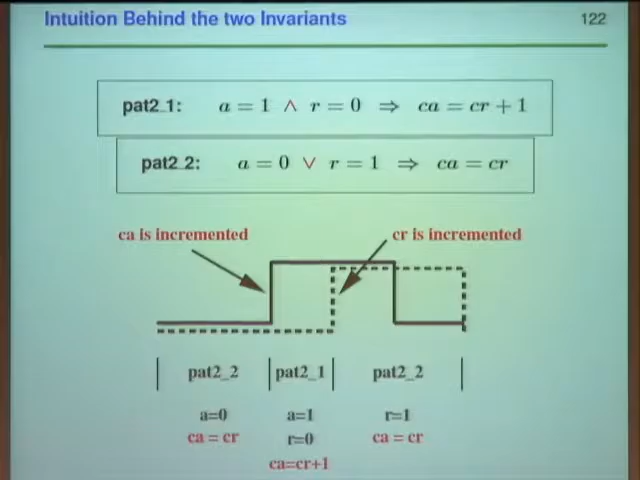 Intuition Behind the two Invariants
122
pat2_1: a = 1 ∧ r = 0 ⇒ ca = cr + 1
pat2_2: a = 0 ∨ r = 1 ⇒ ca = cr
ca is incremented
cr is incremented
pat2_2 pat2_1 pat2_2
a=0 a=1 r=1
ca = cr r=0 ca = cr
ca=cr+1